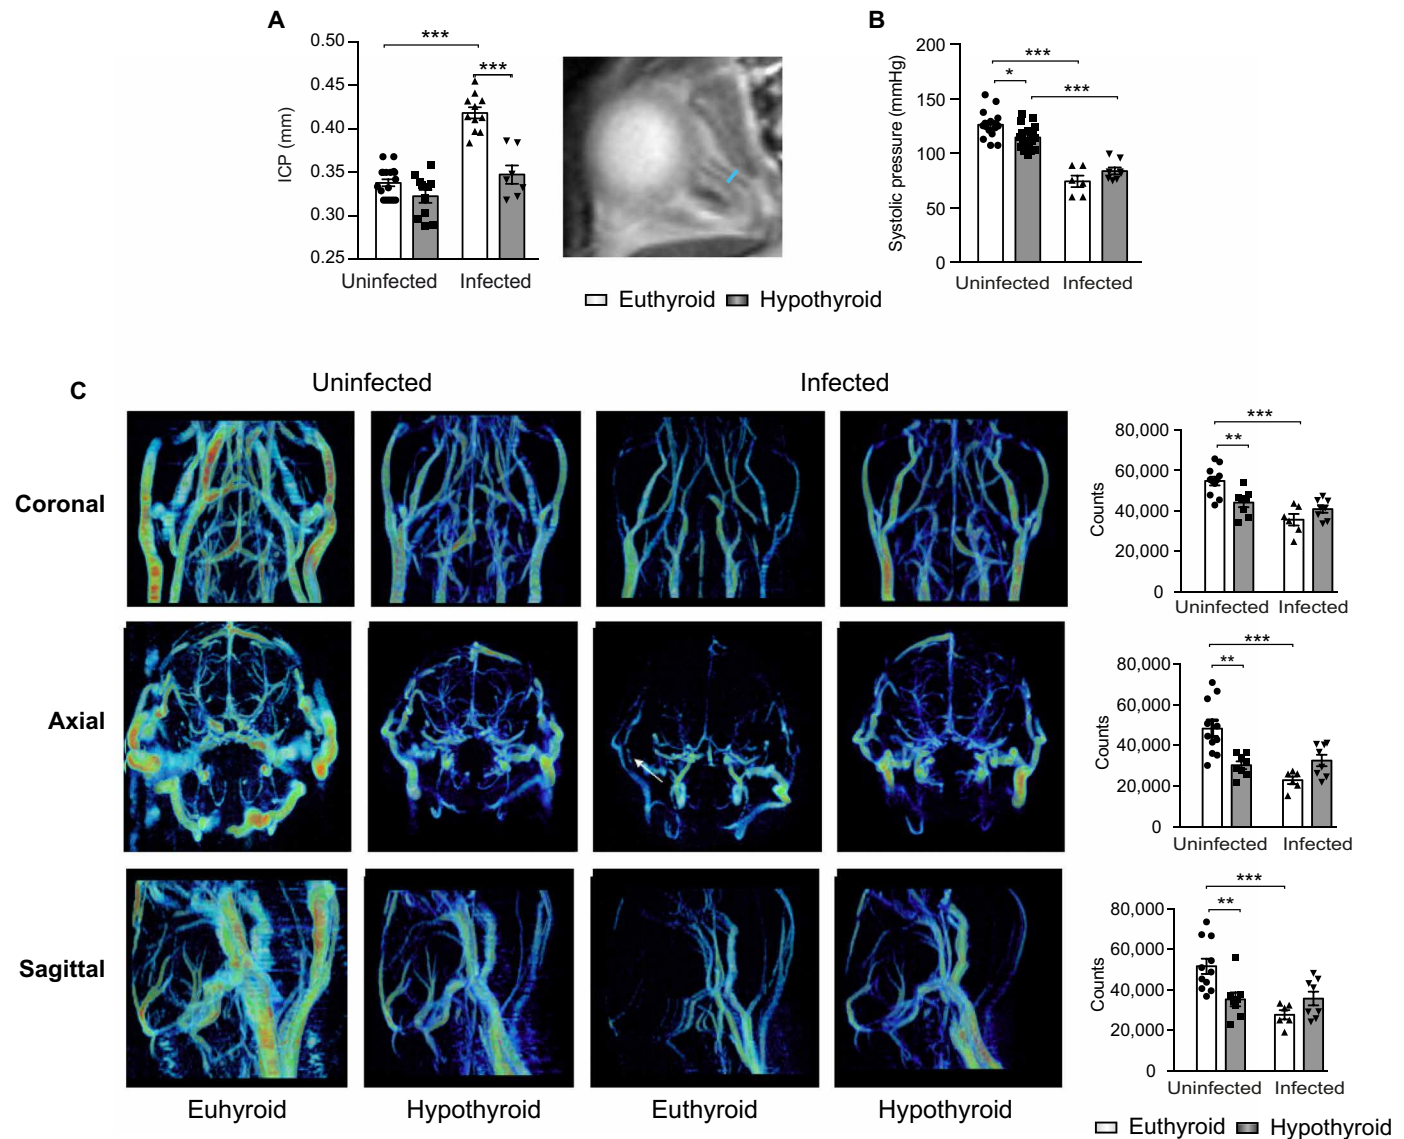 A
0.50
0.45
0.40
0.35
0.30
0.25
ICP (mm)
***
***
Uninfected Infected
B
200
150
100
50
0
Systolic pressure (mmHg)
***
*
***
Uninfected Infected
Euthyroid Hypothyroid
C
Uninfected Infected
Coronal
80,000
60,000
40,000
20,000
0
Counts
***
**
Uninfected Infected
Axial
80,000
60,000
40,000
20,000
0
Counts
***
**
Uninfected Infected
Sagittal
80,000
60,000
40,000
20,000
0
Counts
***
**
Uninfected Infected
Euhyroid Hypothyroid Euthyroid Hypothyroid
Euthyroid Hypothyroid